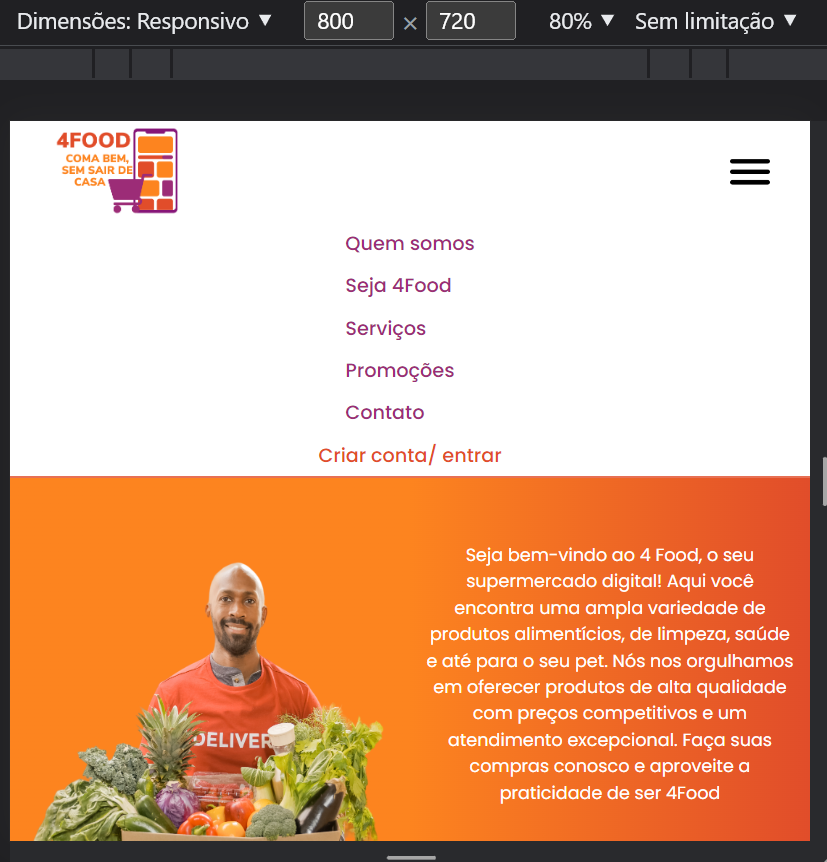 Dimensões: Responsivo ▼ 800 × 720 80% ▼ Sem limitação ▼
4FOOD
COMA BEM,
SEM SAIR DE
CASA
Quem somos
Seja 4Food
Serviços
Promoções
Contato
Criar conta/ entrar
Seja bem-vindo ao 4 Food, o seu
supermercado digital! Aqui você
encontra uma ampla variedade de
produtos alimentícios, de limpeza, saúde
e até para o seu pet. Nós nos orgulhamos
em oferecer produtos de alta qualidade
com preços competitivos e um
atendimento excepcional. Faça suas
compras conosco e aproveite a
praticidade de ser 4Food
DELIVER